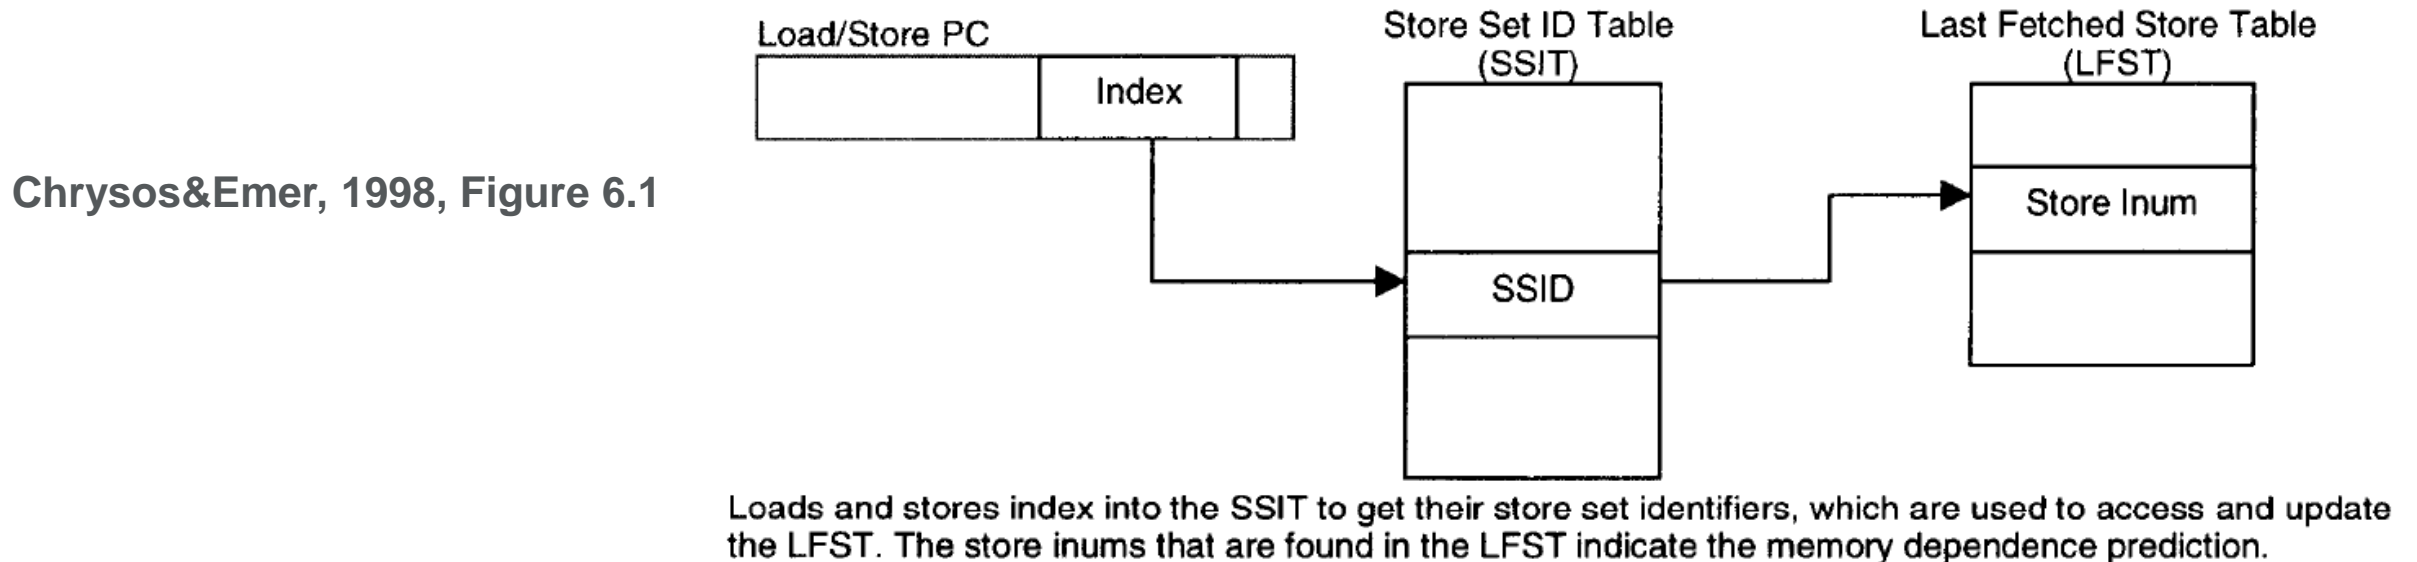 Chrysos&Emer, 1998, Figure 6.1
Load/Store PC
Index
Store Set ID Table
(SSIT)
SSID
Last Fetched Store Table
(LFST)
Store Inum
Loads and stores index into the SSIT to get their store set identifiers, which are used to access and update
the LFST. The store inums that are found in the LFST indicate the memory dependence prediction.